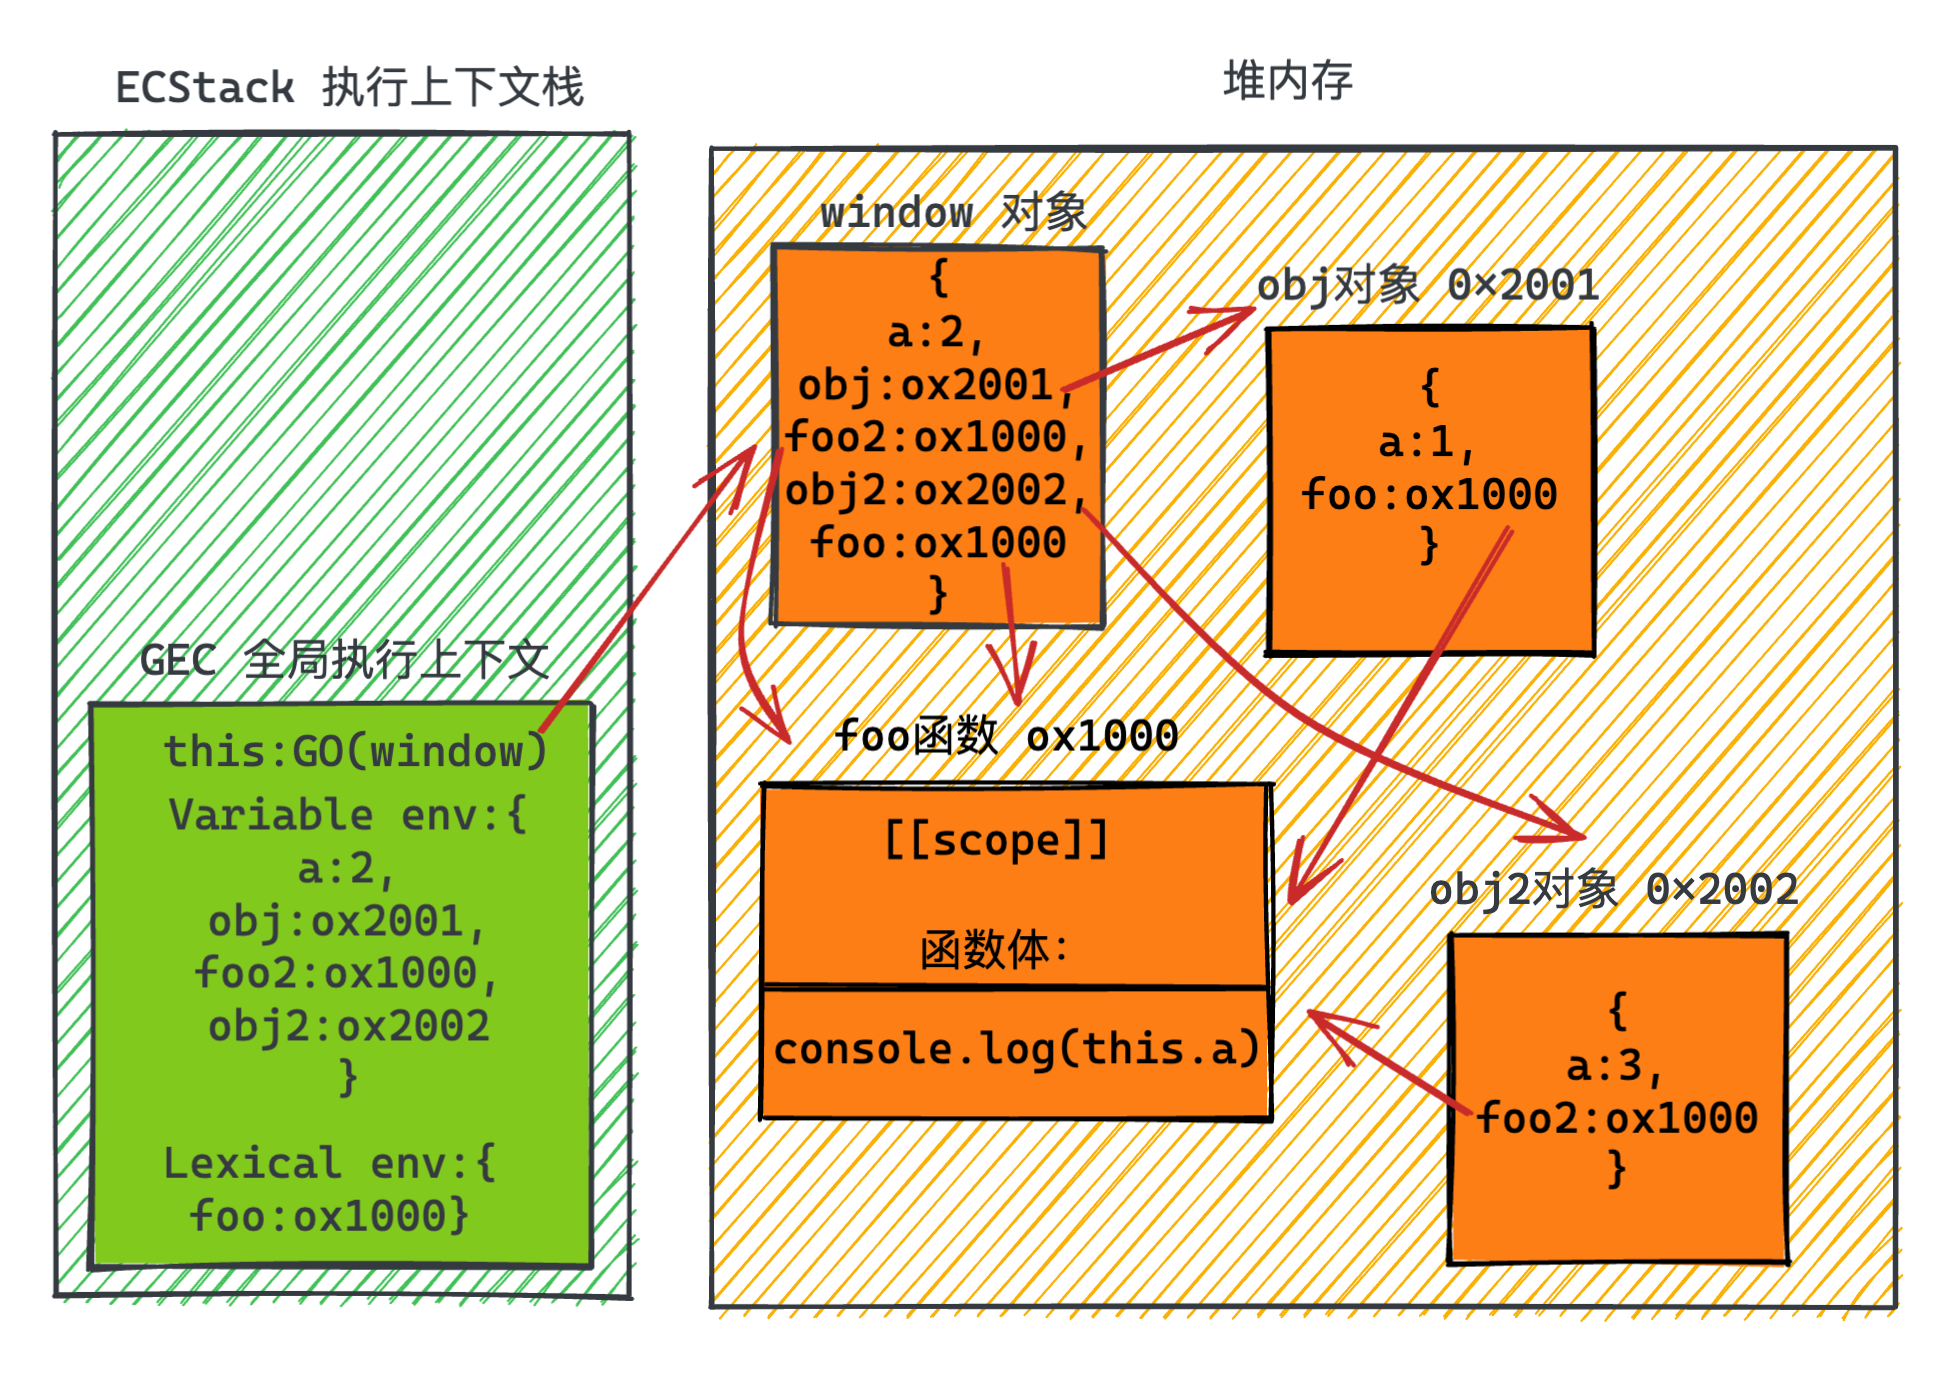 ECStack 执行上下文栈
GEC 全局执行上下文
this:GO(window)
Variable env:{
a:2,
obj:ox2001,
foo2:ox1000,
obj2:ox2002
}
Lexical env:{
foo:ox1000}
堆内存
window 对象
{
a:2,
obj:ox2001,
foo2:ox1000,
obj2:ox2002,
foo:ox1000
}
obj对象 0×2001
{
a:1,
foo:ox1000
}
foo函数 ox1000
[[scope]]
函数体:
console.log(this.a)
obj2对象 0×2002
{
a:3,
foo2:ox1000
}